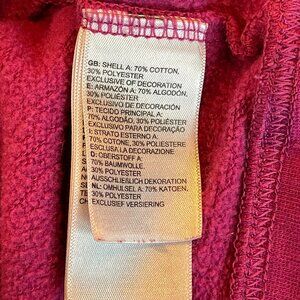 GB: SHELL A: 70% COTTON,
30% POLYESTER
EXCLUSIVE OF DECORATION
E: ARMAZÓN A: 70% ALGODÓN,
30% POLIÉSTER
EXCLUSIVO DE DECORACIÓN
P: TECIDO PRINCIPAL A:
70% ALGODÃO, 30% POLIÉSTER
EXCLUSIVO PARA DECORAÇÃO
I: STRATO ESTERNO A:
70% COTONE, 30% POLIESTERE
ESCLUSA LA DECORAZIONE
D: OBERSTOFF A:
70% BAUMWOLLE,
30% POLYESTER
AUSSCHLIEßLICH DEKORATION
NL: OMHULSEL A: 70% KATOEN,
30% POLYESTER
EXCLUSIEF VERSIERING